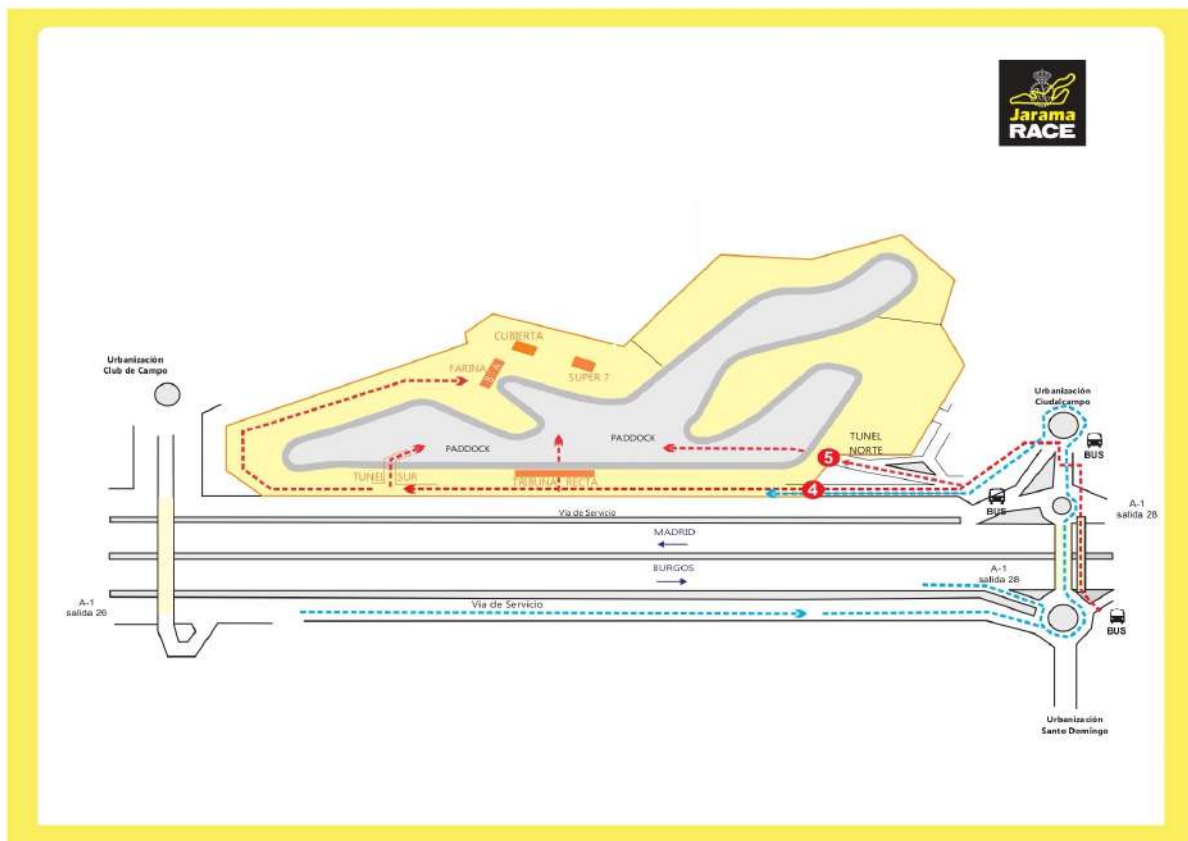 Jarama
RACE
CUBIERTA
FARINA
SUPER 7
Urbanización
Club de Campo
Urbanización
Ciudalcampo
BUS
PADDOCK
PADDOCK
TUNEL
NORTE
5
TUNEL SUR
TRIBUNA RECTA
4
BUS
A-1
salida 28
Via de Servicio
MADRID
BURGOS
A-1
salida 28
A-1
salida 26
Via de Servicio
BUS
Urbanización
Santo Domingo